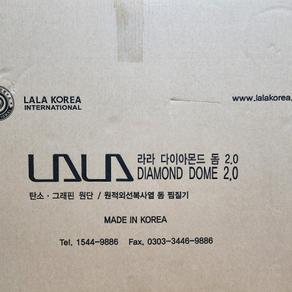 LALA KOREA
INTERNATIONAL
www.lalakorea.
LALA 라라 다이아몬드 돔 2.0
DIAMOND DOME 2.0
탄소·그래핀 원단 / 원적외선복사열 돔 찜질기
MADE IN KOREA
Tel. 1544-9886 Fax. 0303-3446-9886